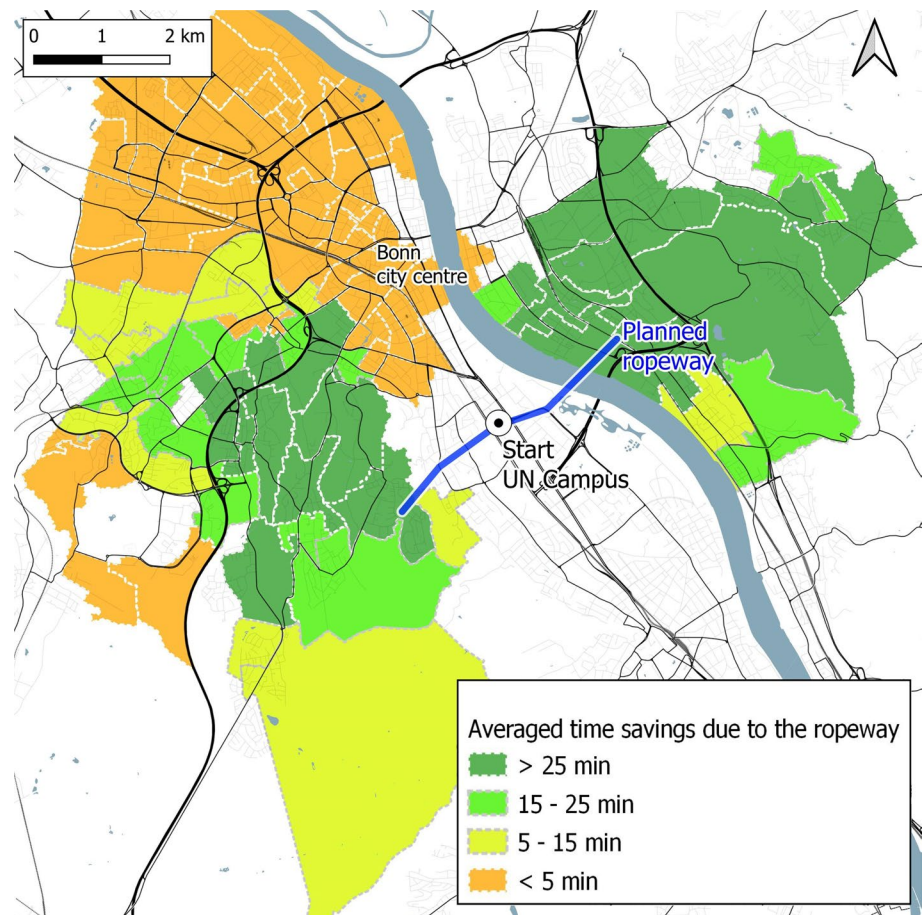 0 1 2 km
Bonn
city centre
Planned
ropeway
Start
UN Campus
Averaged time savings due to the ropeway
> 25 min
15 - 25 min
5 - 15 min
< 5 min